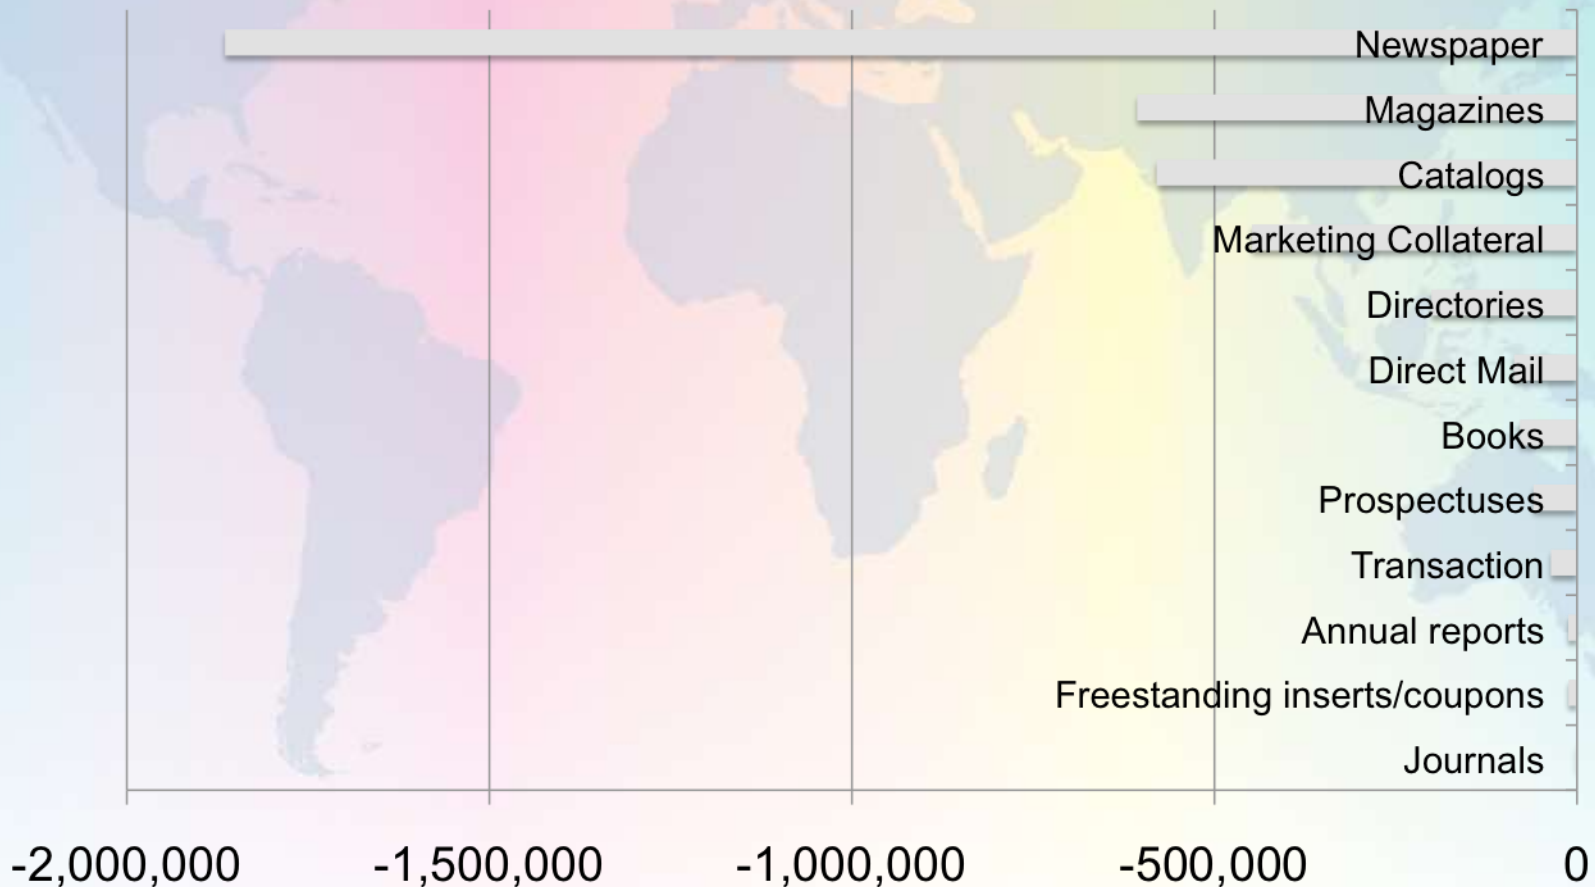 Newspaper
Magazines
Catalogs
Marketing Collateral
Directories
Direct Mail
Books
Prospectuses
Transaction
Annual reports
Freestanding inserts/coupons
Journals
-2,000,000 -1,500,000 -1,000,000 -500,000 0